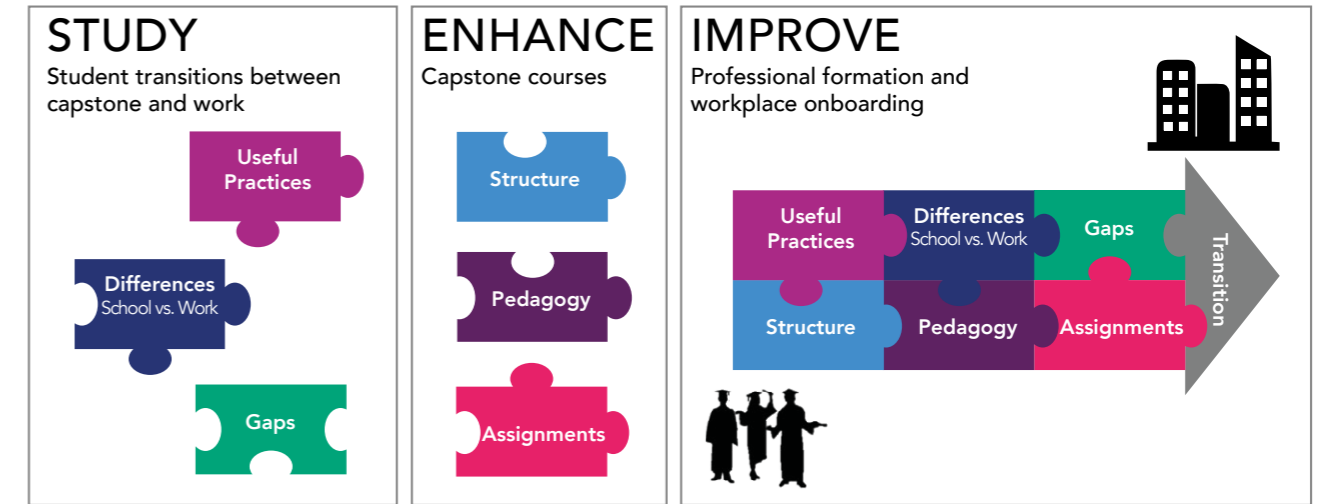 STUDY
Student transitions between
capstone and work
Useful
Practices
Differences
School vs. Work
Gaps
ENHANCE
Capstone courses
Structure
Pedagogy
Assignments
IMPROVE
Professional formation and
workplace onboarding
Useful
Practices
Differences
School vs. Work
Gaps
Structure
Pedagogy
Assignments
Transition